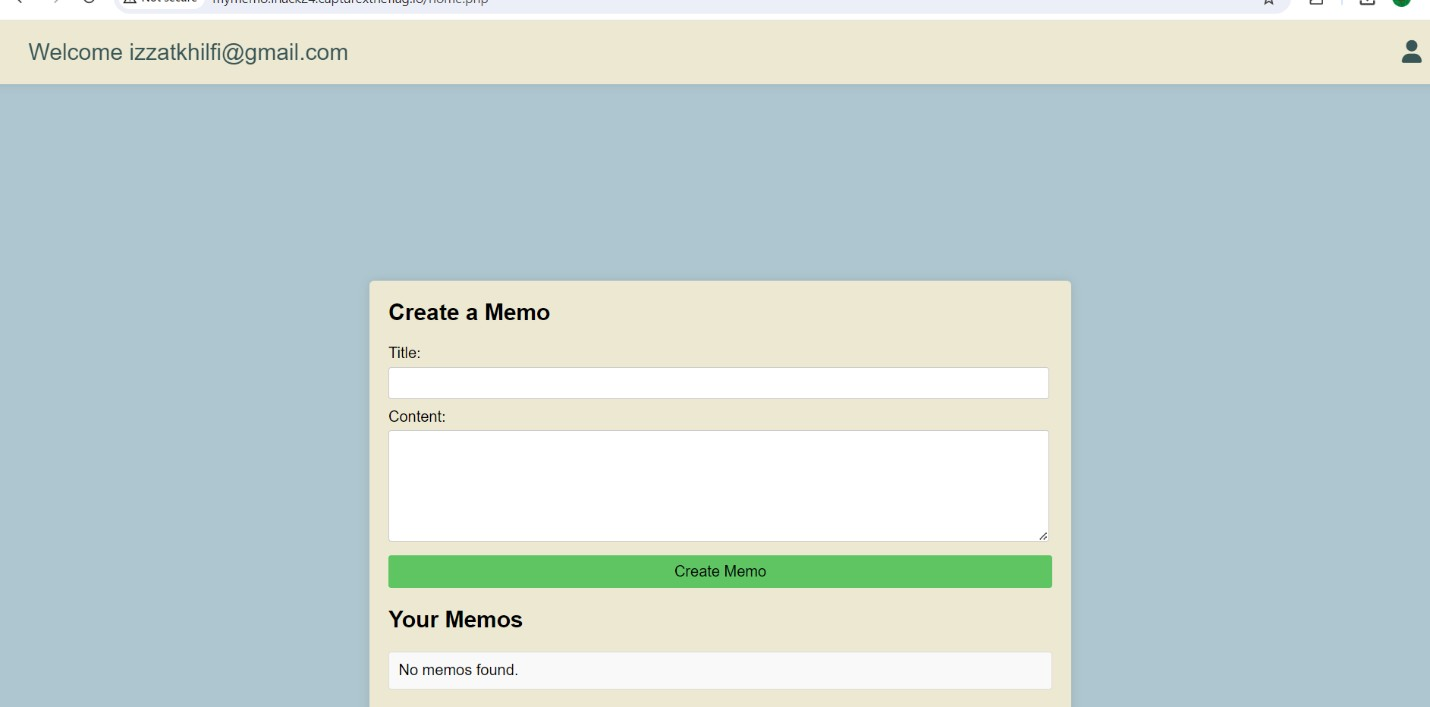 Not secure mymemo.ihack24.capturextheflag.io/home.php
Welcome izzatkhilfi@gmail.com
Create a Memo
Title:
Content:
Create Memo
Your Memos
No memos found.